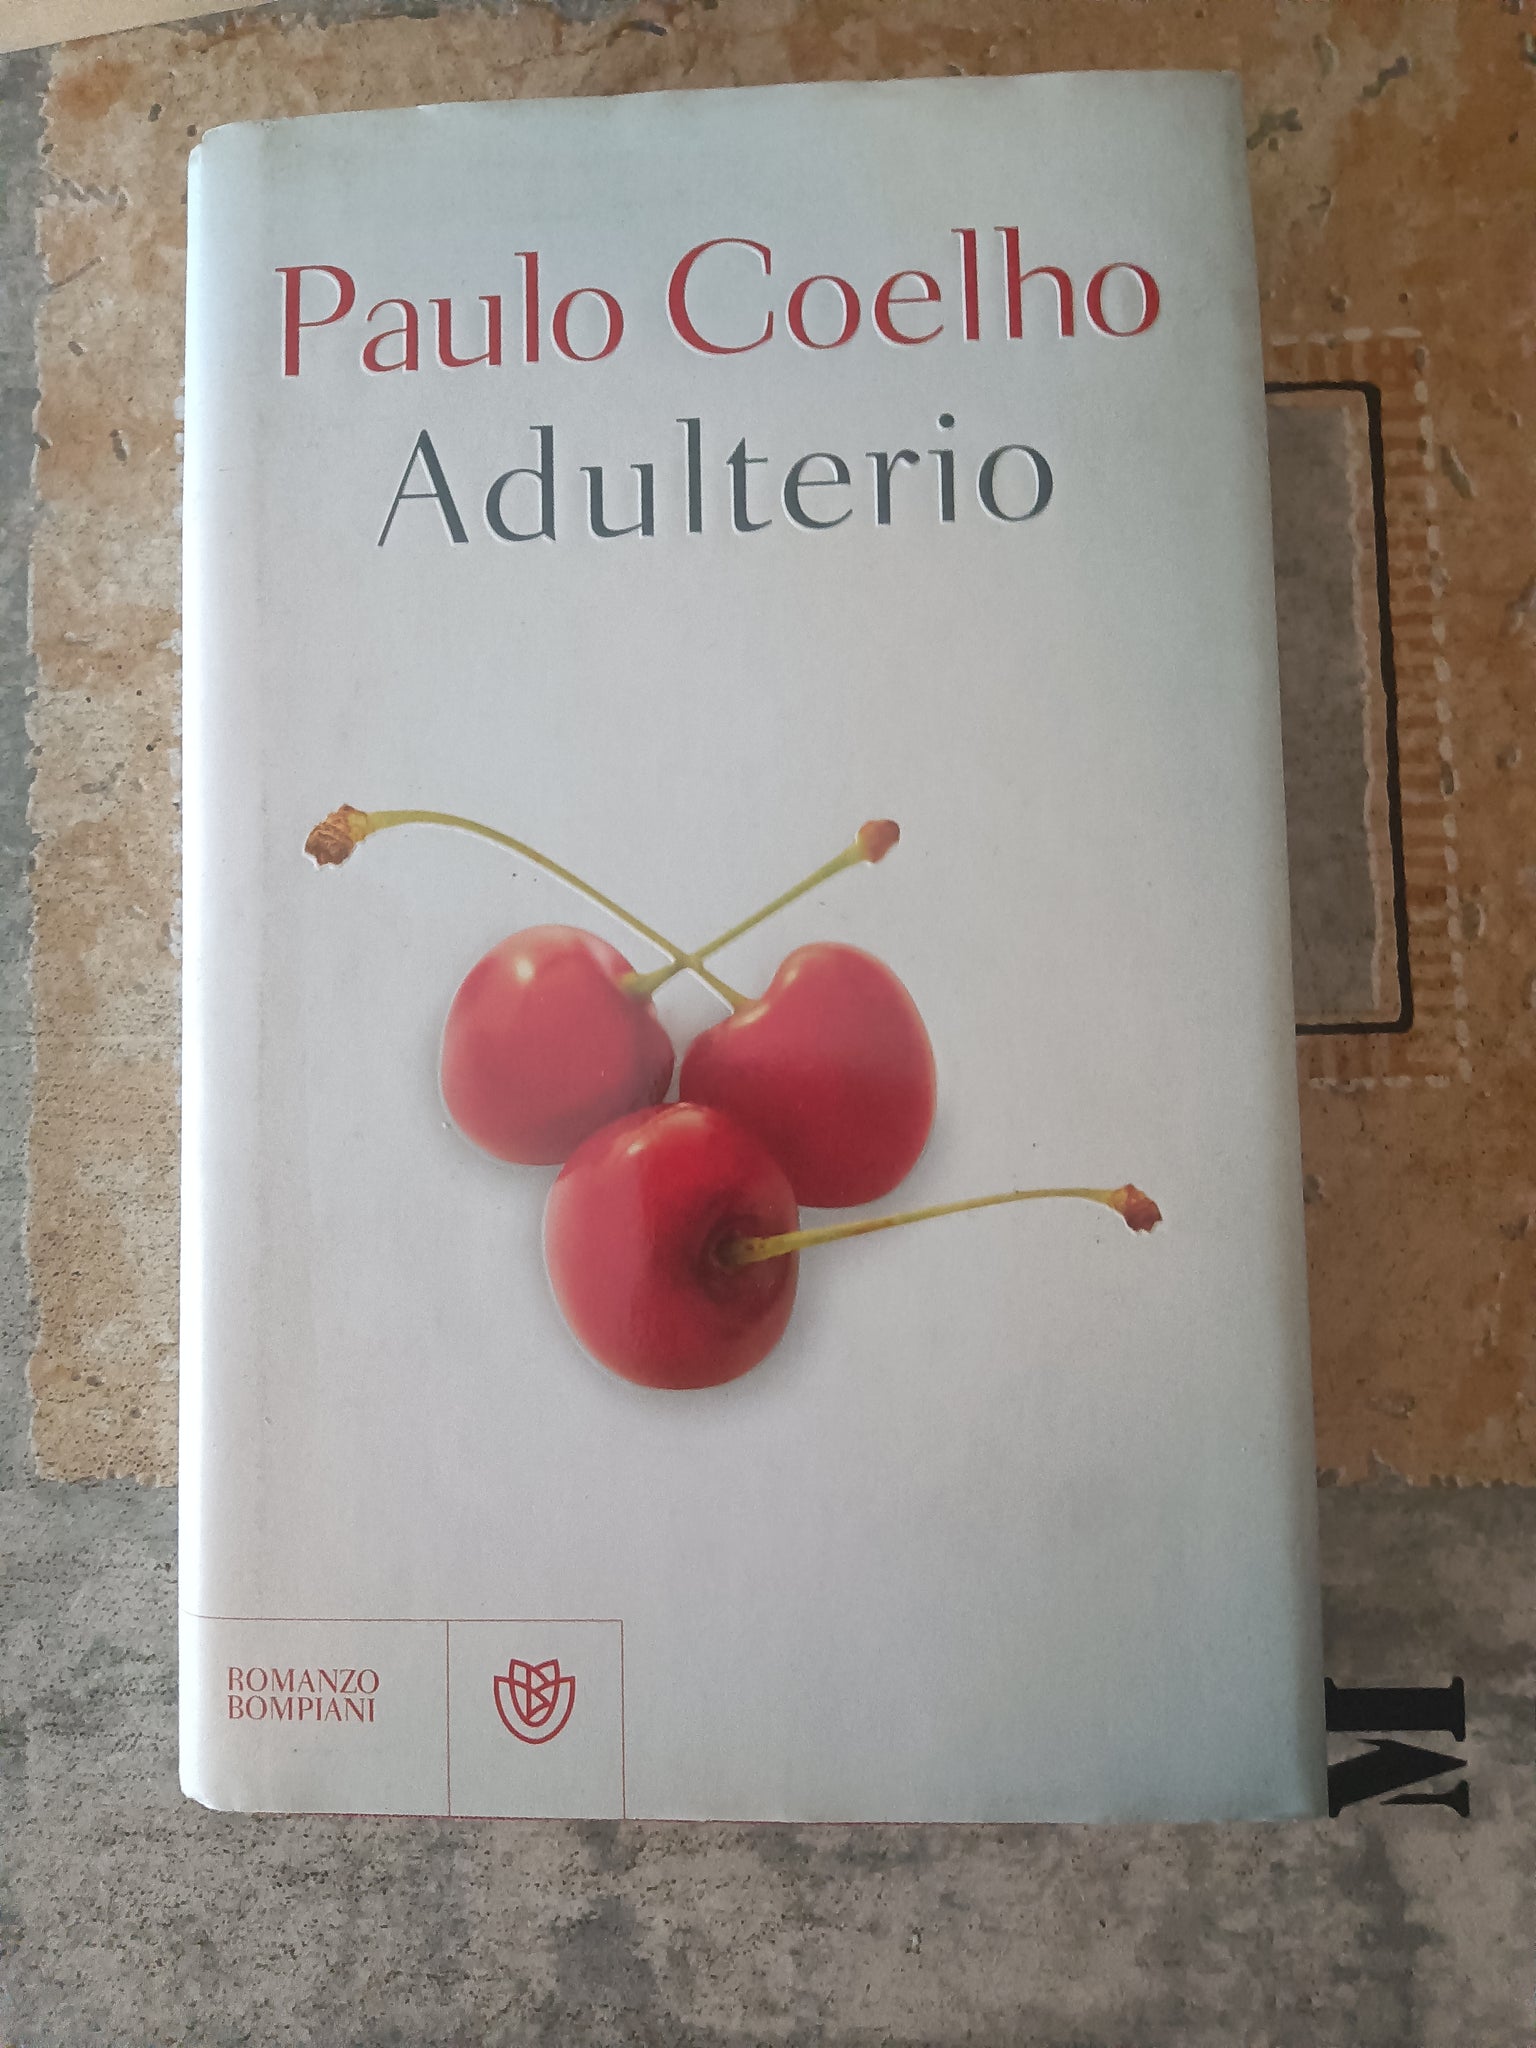 Paulo Coelho
Adulterio
ROMANZO
BOMPIANI
M